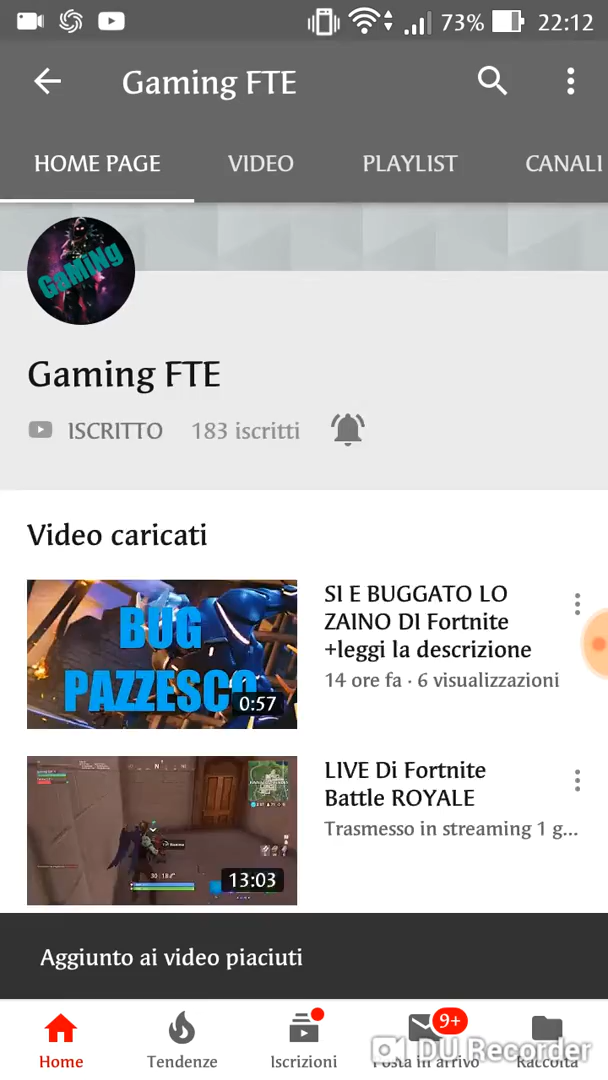 73% 22:12
Gaming FTE
HOME PAGE VIDEO PLAYLIST CANALI
GaMiNg
Gaming FTE
ISCRITTO 183 iscritti
Video caricati
BUG
PAZZESCO
0:57
SI E BUGGATO LO
ZAINO DI Fortnite
+leggi la descrizione
14 ore fa · 6 visualizzazioni
N
13:03
LIVE Di Fortnite
Battle ROYALE
Trasmesso in streaming 1 g...
Aggiunto ai video piaciuti
9+
Home Tendenze Iscrizioni Posta in arrivo Raccolta
DU Recorder